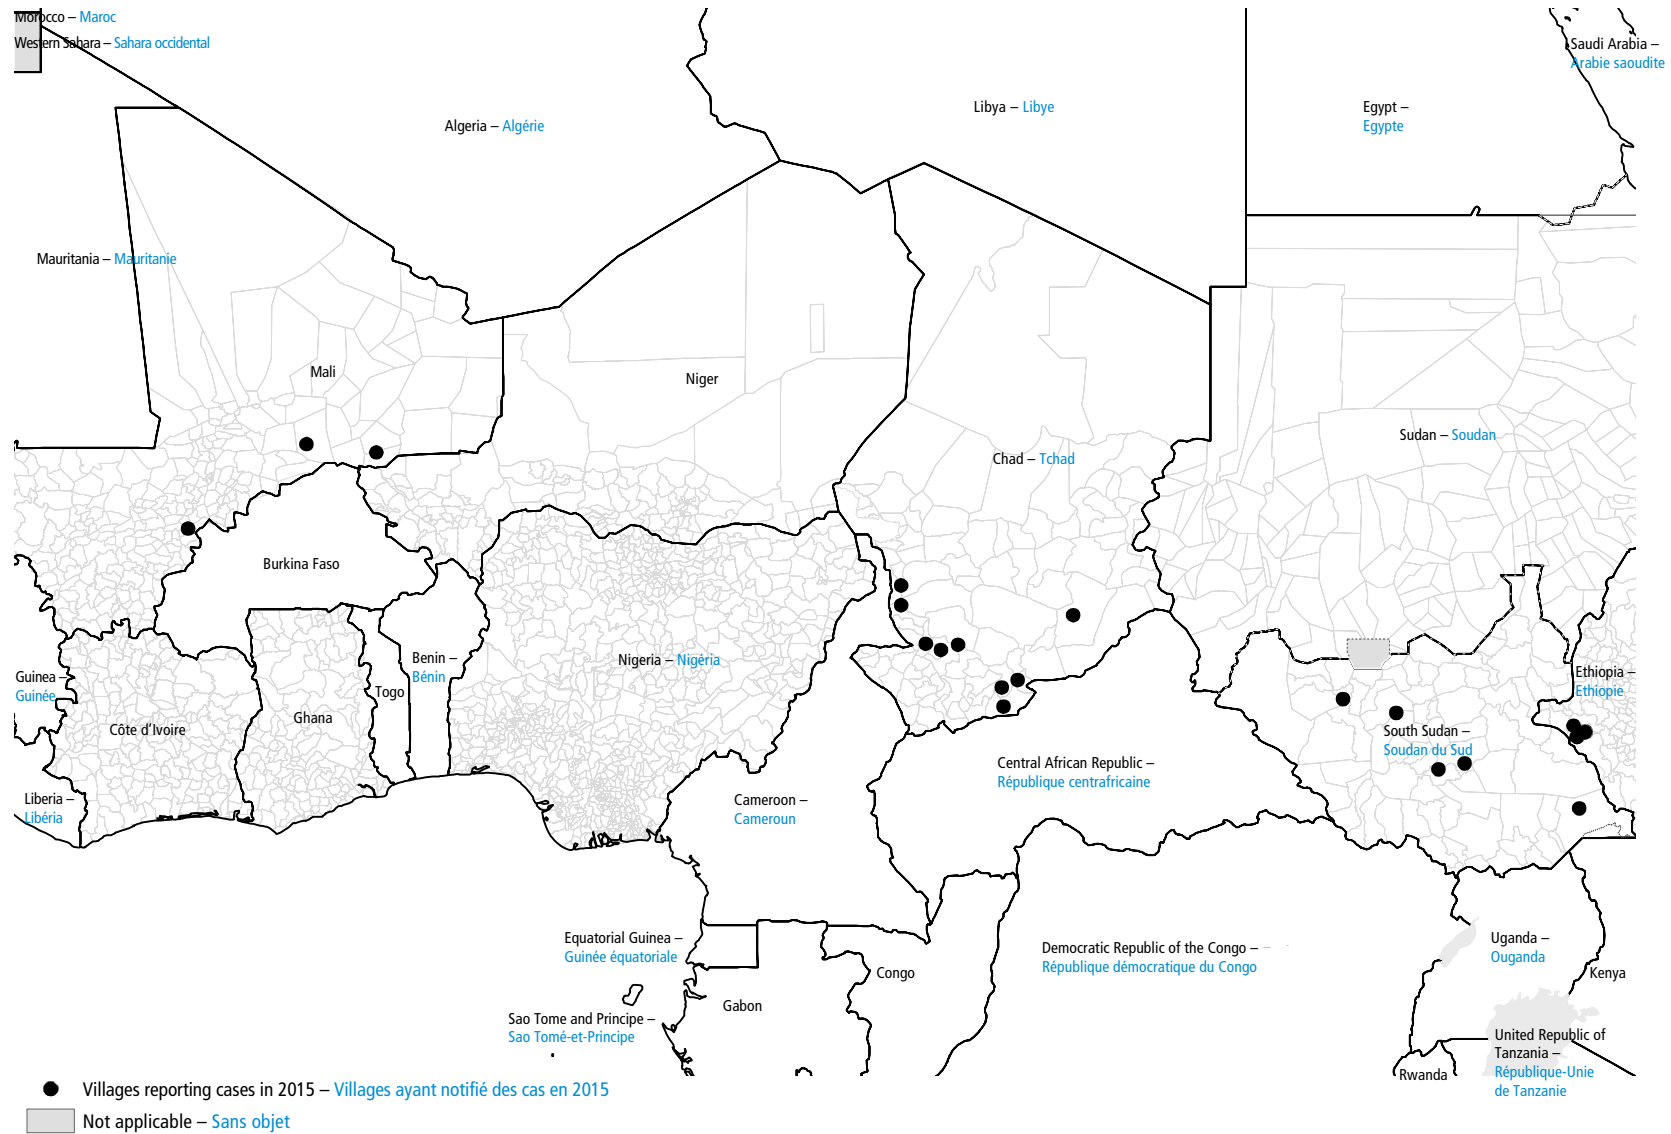 Morocco – Maroc
Western Sahara – Sahara occidental
Saudi Arabia –
Arabie saoudite
Algeria – Algérie
Libya – Libye
Egypt –
Egypte
Mauritania – Mauritanie
Mali
Niger
Chad – Tchad
Sudan – Soudan
Burkina Faso
Guinea –
Guinée
Côte d'Ivoire
Ghana
Togo
Benin –
Bénin
Nigeria – Nigéria
Ethiopia –
Ethiopie
South Sudan –
Soudan du Sud
Central African Republic –
République centrafricaine
Liberia –
Libéria
Cameroon –
Cameroun
Equatorial Guinea –
Guinée équatoriale
Congo
Democratic Republic of the Congo –
République démocratique du Congo
Uganda –
Ouganda
Kenya
Gabon
Sao Tome and Principe –
Sao Tomé-et-Principe
United Republic of
Tanzania –
République-Unie
de Tanzanie
Rwanda
Villages reporting cases in 2015 – Villages ayant notifié des cas en 2015
Not applicable – Sans objet